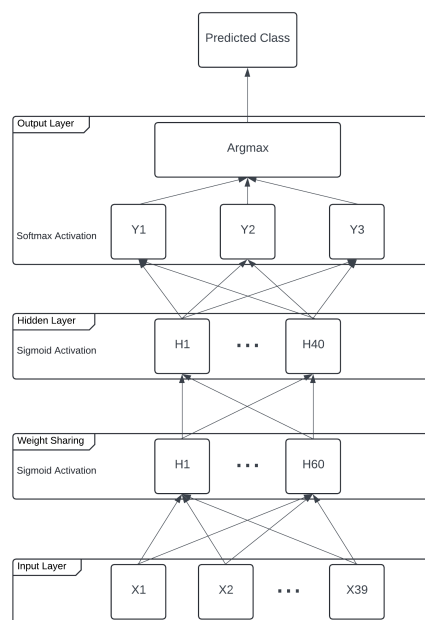 Predicted Class
Output Layer
Argmax
Y1 Y2 Y3
Softmax Activation
Hidden Layer
H1 ... H40
Sigmoid Activation
Weight Sharing
H1 ... H60
Sigmoid Activation
Input Layer
X1 X2 ... X39